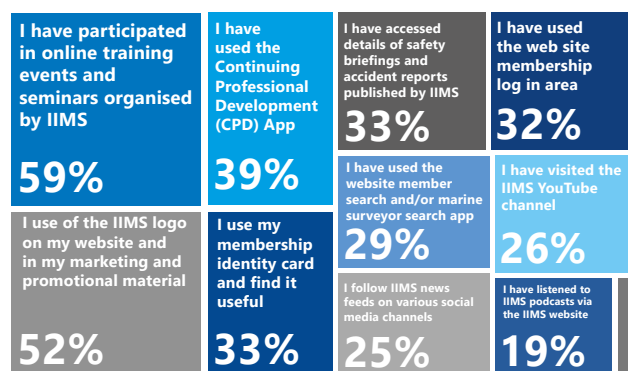 I have participated
in online training
events and
seminars organised
by IIMS
59%
I have
used the
Continuing
Professional
Development
(CPD) App
39%
I have accessed
details of safety
briefings and
accident reports
published by IIMS
33%
I have used
the web site
membership
log in area
32%
I have used the
website member
search and/or marine
surveyor search app
29%
I have visited the
IIMS YouTube
channel
26%
I use of the IIMS logo
on my website and
in my marketing and
promotional material
52%
I use my
membership
identity card
and find it
useful
33%
I follow IIMS news
feeds on various social
media channels
25%
I have listened to
IIMS podcasts via
the IIMS website
19%